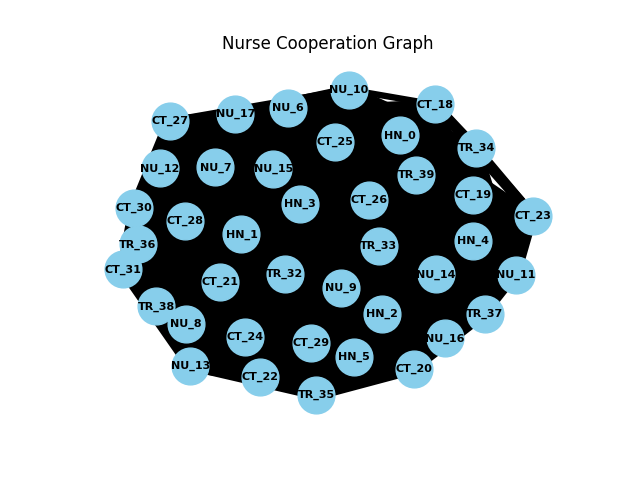 Nurse Cooperation Graph
NU_10
CT_18
NU_6
NU_17
CT_27
HN_0
CT_25
TR_34
NU_7
NU_12
NU_15
TR_39
CT_19
CT_26
HN_3
CT_30
CT_23
CT_28
HN_1
HN_4
TR_36
TR_33
CT_31
TR_32
NU_14
NU_11
CT_21
NU_9
TR_38
HN_2
TR_37
NU_8
CT_24
NU_16
CT_29
HN_5
NU_13
CT_20
CT_22
TR_35